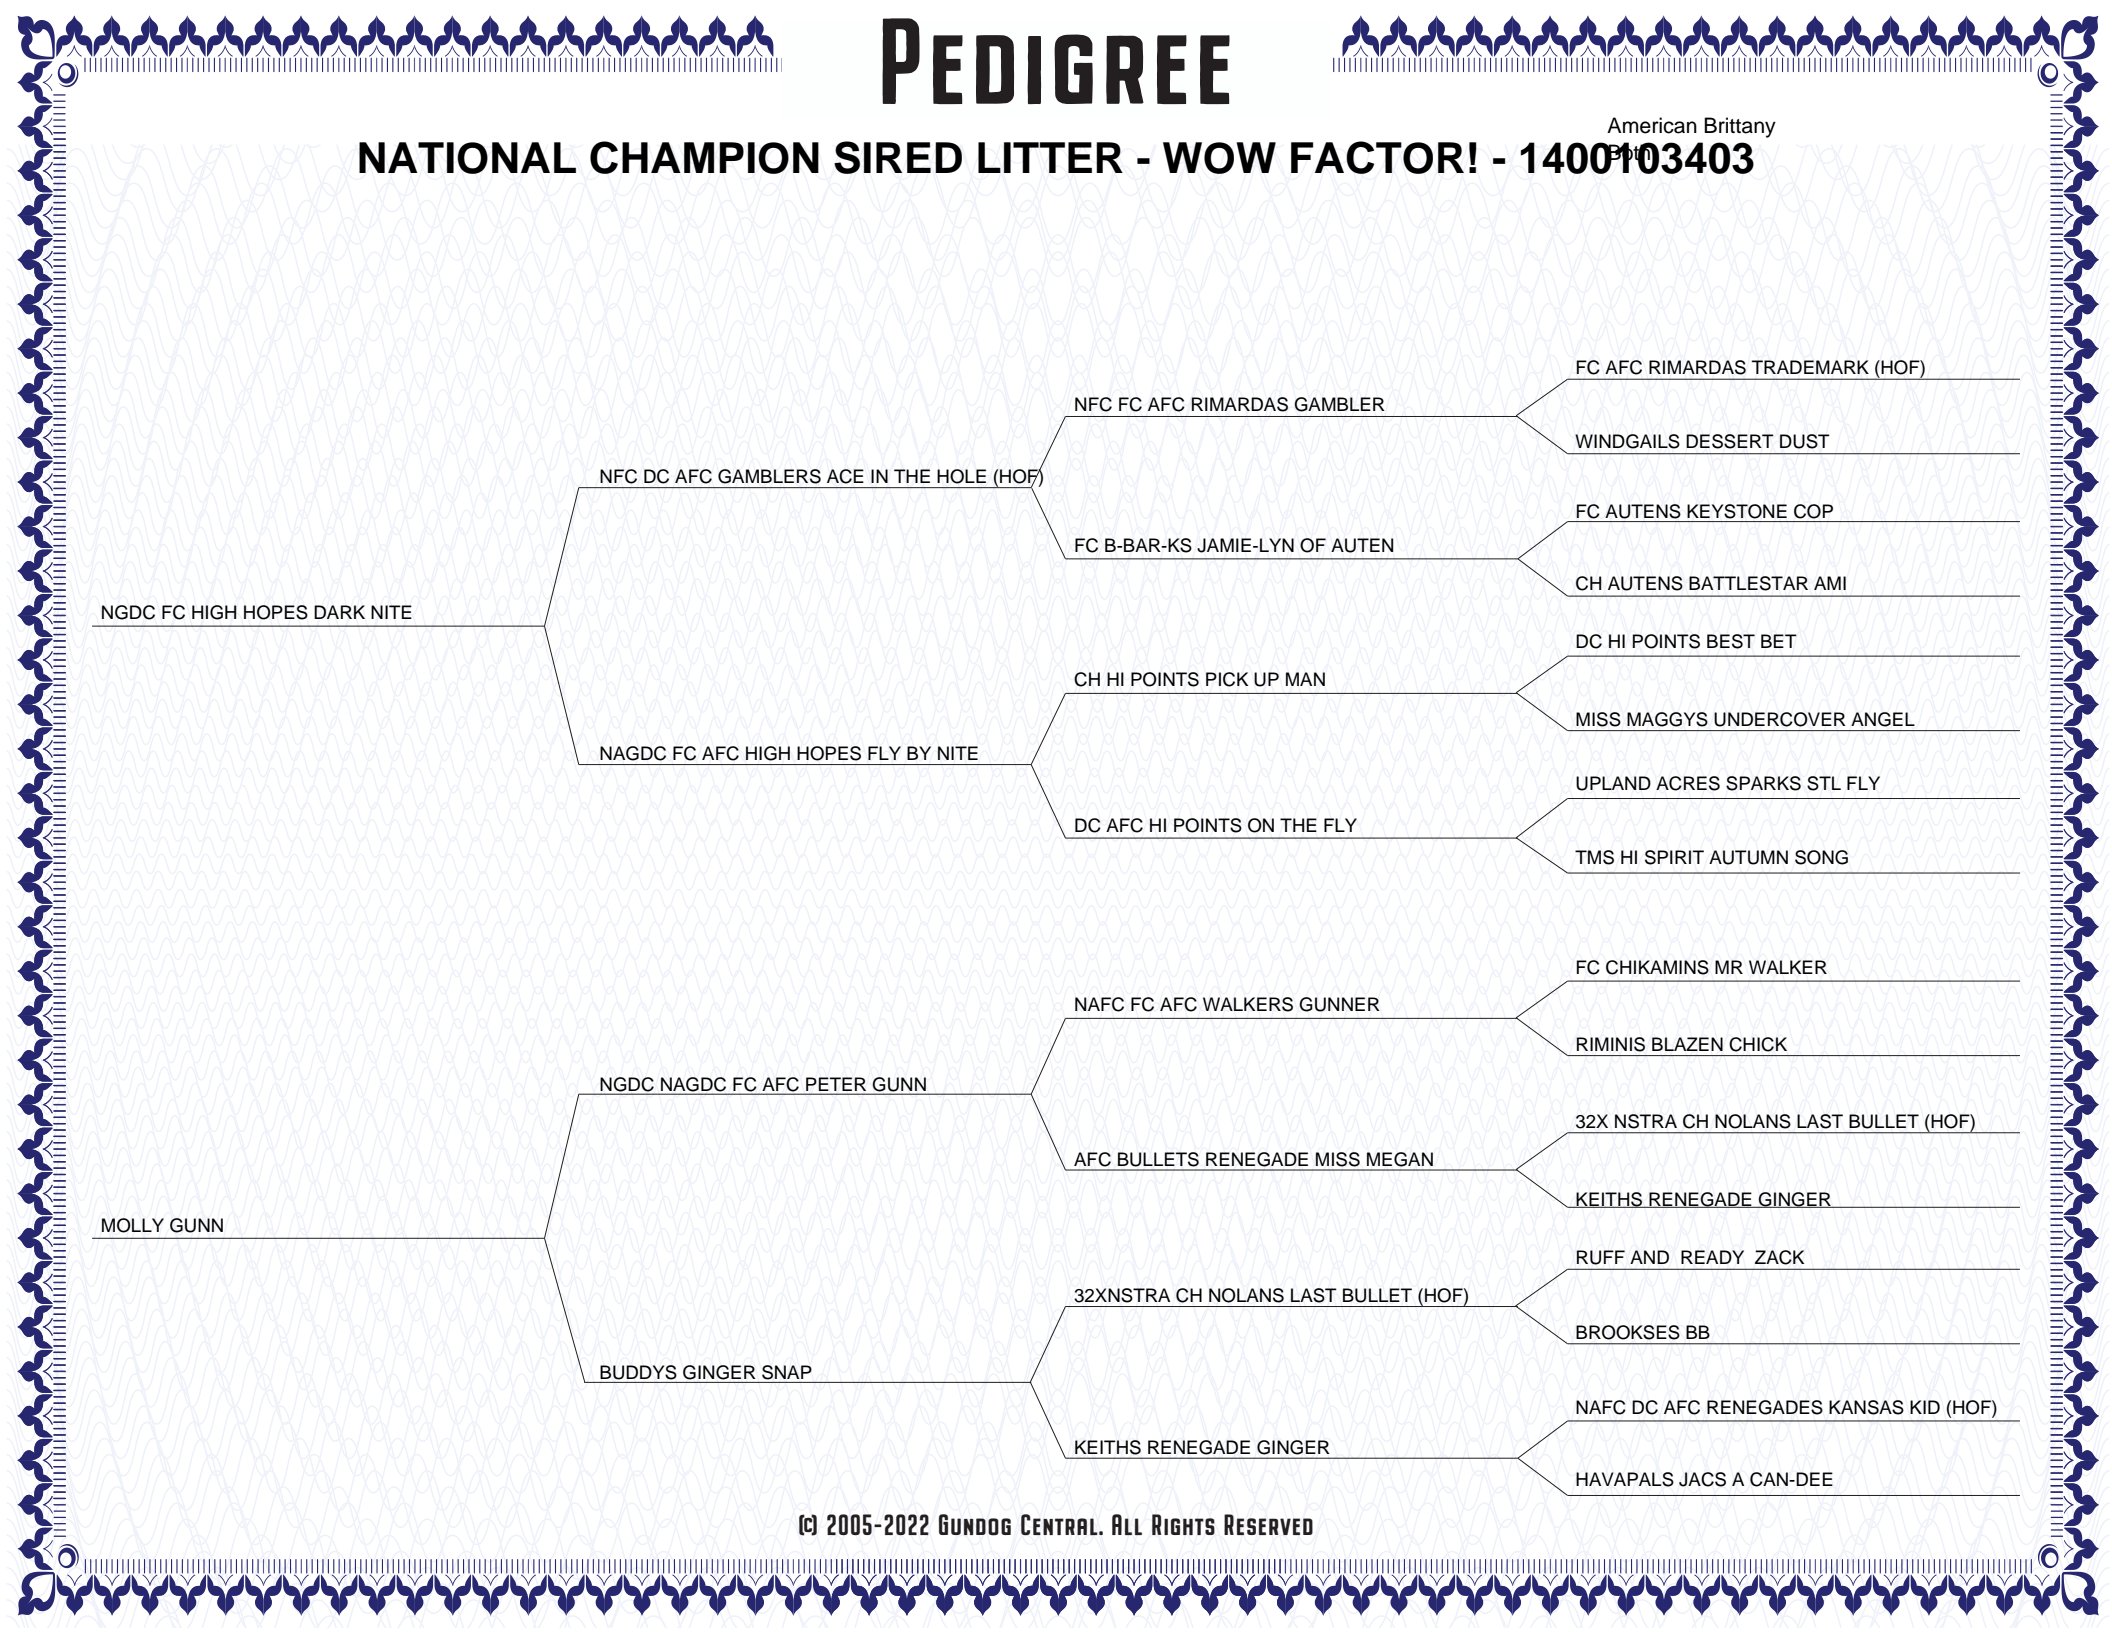 PEDIGREE
American Brittany
Both
NATIONAL CHAMPION SIRED LITTER - WOW FACTOR! - 1400103403
FC AFC RIMARDAS TRADEMARK (HOF)
NFC FC AFC RIMARDAS GAMBLER
WINDGAILS DESSERT DUST
NFC DC AFC GAMBLERS ACE IN THE HOLE (HOF)
FC AUTENS KEYSTONE COP
FC B-BAR-KS JAMIE-LYN OF AUTEN
CH AUTENS BATTLESTAR AMI
NGDC FC HIGH HOPES DARK NITE
DC HI POINTS BEST BET
CH HI POINTS PICK UP MAN
MISS MAGGYS UNDERCOVER ANGEL
NAGDC FC AFC HIGH HOPES FLY BY NITE
UPLAND ACRES SPARKS STL FLY
DC AFC HI POINTS ON THE FLY
TMS HI SPIRIT AUTUMN SONG
FC CHIKAMINS MR WALKER
NAFC FC AFC WALKERS GUNNER
RIMINIS BLAZEN CHICK
NGDC NAGDC FC AFC PETER GUNN
32X NSTRA CH NOLANS LAST BULLET (HOF)
AFC BULLETS RENEGADE MISS MEGAN
KEITHS RENEGADE GINGER
MOLLY GUNN
RUFF AND  READY  ZACK
32XNSTRA CH NOLANS LAST BULLET (HOF)
BROOKSES BB
BUDDYS GINGER SNAP
NAFC DC AFC RENEGADES KANSAS KID (HOF)
KEITHS RENEGADE GINGER
HAVAPALS JACS A CAN-DEE
(C) 2005-2022 GUNDOG CENTRAL. ALL RIGHTS RESERVED